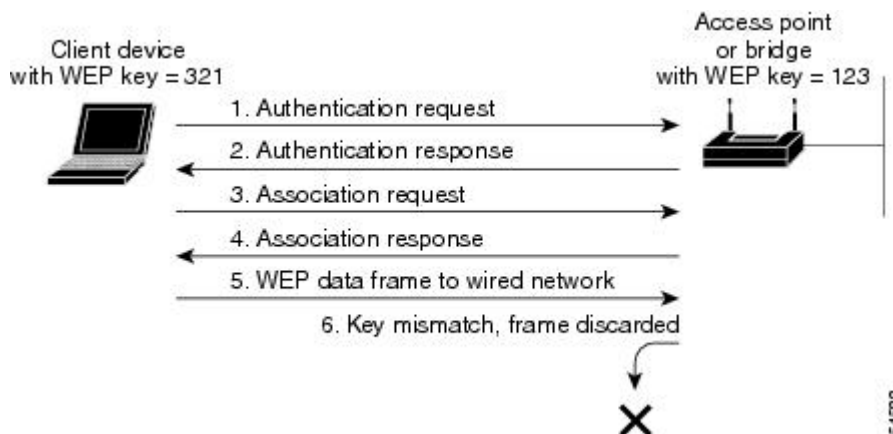 Client device
with WEP key = 321
Access point
or bridge
with WEP key = 123
1. Authentication request
2. Authentication response
3. Association request
4. Association response
5. WEP data frame to wired network
6. Key mismatch, frame discarded